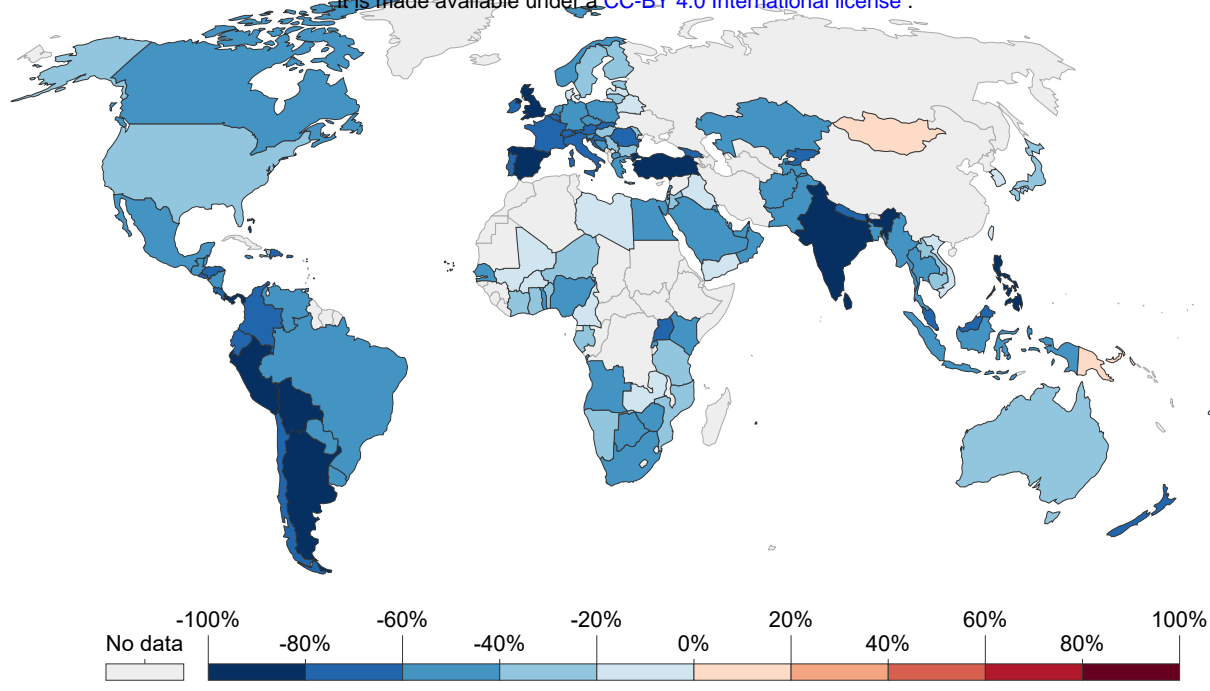 It is made available under a CC-BY 4.0 International license .
-100% -60% -20% 20% 60% 100%
No data -80% -40% 0% 40% 80%